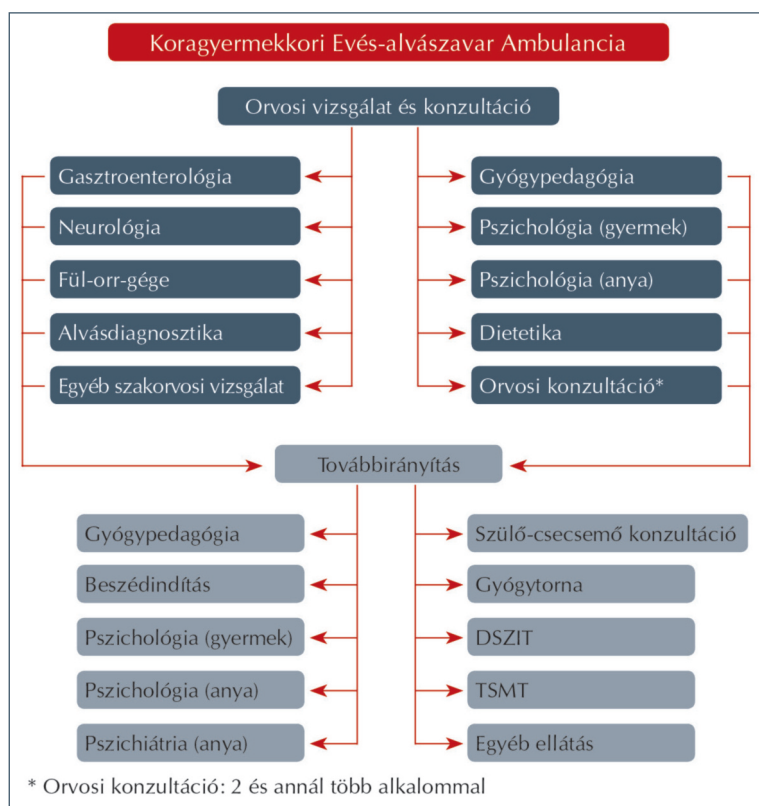 Koragyermekkori Evés-alvászavar Ambulancia
Orvosi vizsgálat és konzultáció
Gasztroenterológia
Neurológia
Fül-orr-gége
Alvásdiagnosztika
Egyéb szakorvosi vizsgálat
Gyógypedagógia
Pszichológia (gyermek)
Pszichológia (anya)
Dietetika
Orvosi konzultáció*
Továbbirányítás
Gyógypedagógia
Beszédindítás
Pszichológia (gyermek)
Pszichológia (anya)
Pszichiátria (anya)
Szülő-csecsemő konzultáció
Gyógytorna
DSZIT
TSMT
Egyéb ellátás
* Orvosi konzultáció: 2 és annál több alkalommal